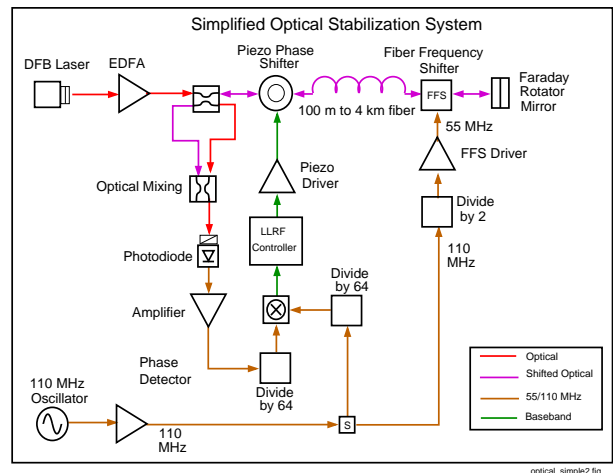 Simplified Optical Stabilization System
DFB Laser
EDFA
Piezo Phase
Shifter
Fiber Frequency
Shifter
FFS
Faraday
Rotator
Mirror
100 m to 4 km fiber
55 MHz
FFS Driver
Optical Mixing
Piezo
Driver
Divide
by 2
LLRF
Controller
110
MHz
Photodiode
Divide
by 64
Amplifier
Phase
Detector
Divide
by 64
110 MHz
Oscillator
110
MHz
S
Optical
Shifted Optical
55/110 MHz
Baseband
optical_simple2.fig